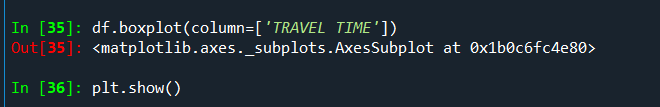 In [35]: df.boxplot(column=['TRAVEL TIME'])
Out[35]: <matplotlib.axes._subplots.AxesSubplot at 0x1b0c6fc4e80>
In [36]: plt.show()